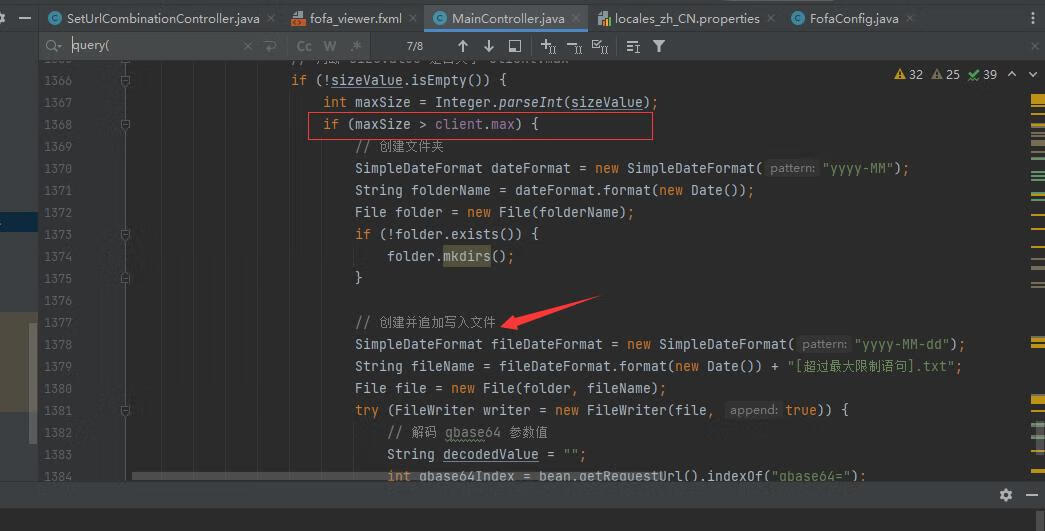 SetUrlCombinationController.java fofa_viewer.fxml MainController.java locales_zh_CN.properties FofaConfig.java
query( Cc W .* 7/8
1366 if (!sizeValue.isEmpty()) { 32 25 39
1367 int maxSize = Integer.parseInt(sizeValue);
1368 if (maxSize > client.max) {
1369 // 创建文件夹
1370 SimpleDateFormat dateFormat = new SimpleDateFormat( pattern: "yyyy-MM");
1371 String folderName = dateFormat.format(new Date());
1372 File folder = new File(folderName);
1373 if (!folder.exists()) {
1374 folder.mkdirs();
1375 }
1376
1377 // 创建并追加写入文件
1378 SimpleDateFormat fileDateFormat = new SimpleDateFormat( pattern: "yyyy-MM-dd");
1379 String fileName = fileDateFormat.format(new Date()) + "[超过最大限制语句].txt";
1380 File file = new File(folder, fileName);
1381 try (FileWriter writer = new FileWriter(file, append: true)) {
1382 // 解码 qbase64 参数值
1383 String decodedValue = "";
1384 int qbase64Index = bean.getRequestUrl().indexOf("qbase64=");